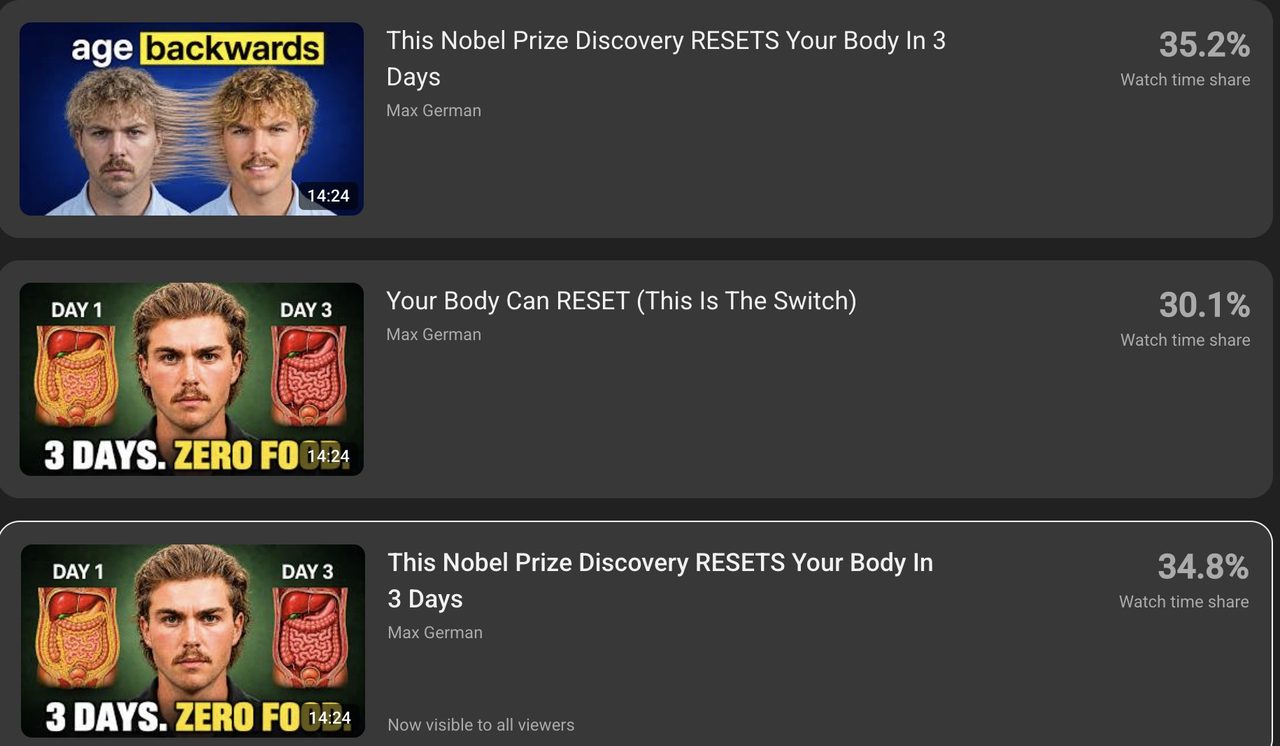 age backwards
14:24
This Nobel Prize Discovery RESETS Your Body In 3
Days
Max German
35.2%
Watch time share
DAY 1
DAY 3
3 DAYS. ZERO FOOD.
14:24
Your Body Can RESET (This Is The Switch)
Max German
30.1%
Watch time share
DAY 1
DAY 3
3 DAYS. ZERO FOOD.
14:24
This Nobel Prize Discovery RESETS Your Body In
3 Days
Max German
Now visible to all viewers
34.8%
Watch time share